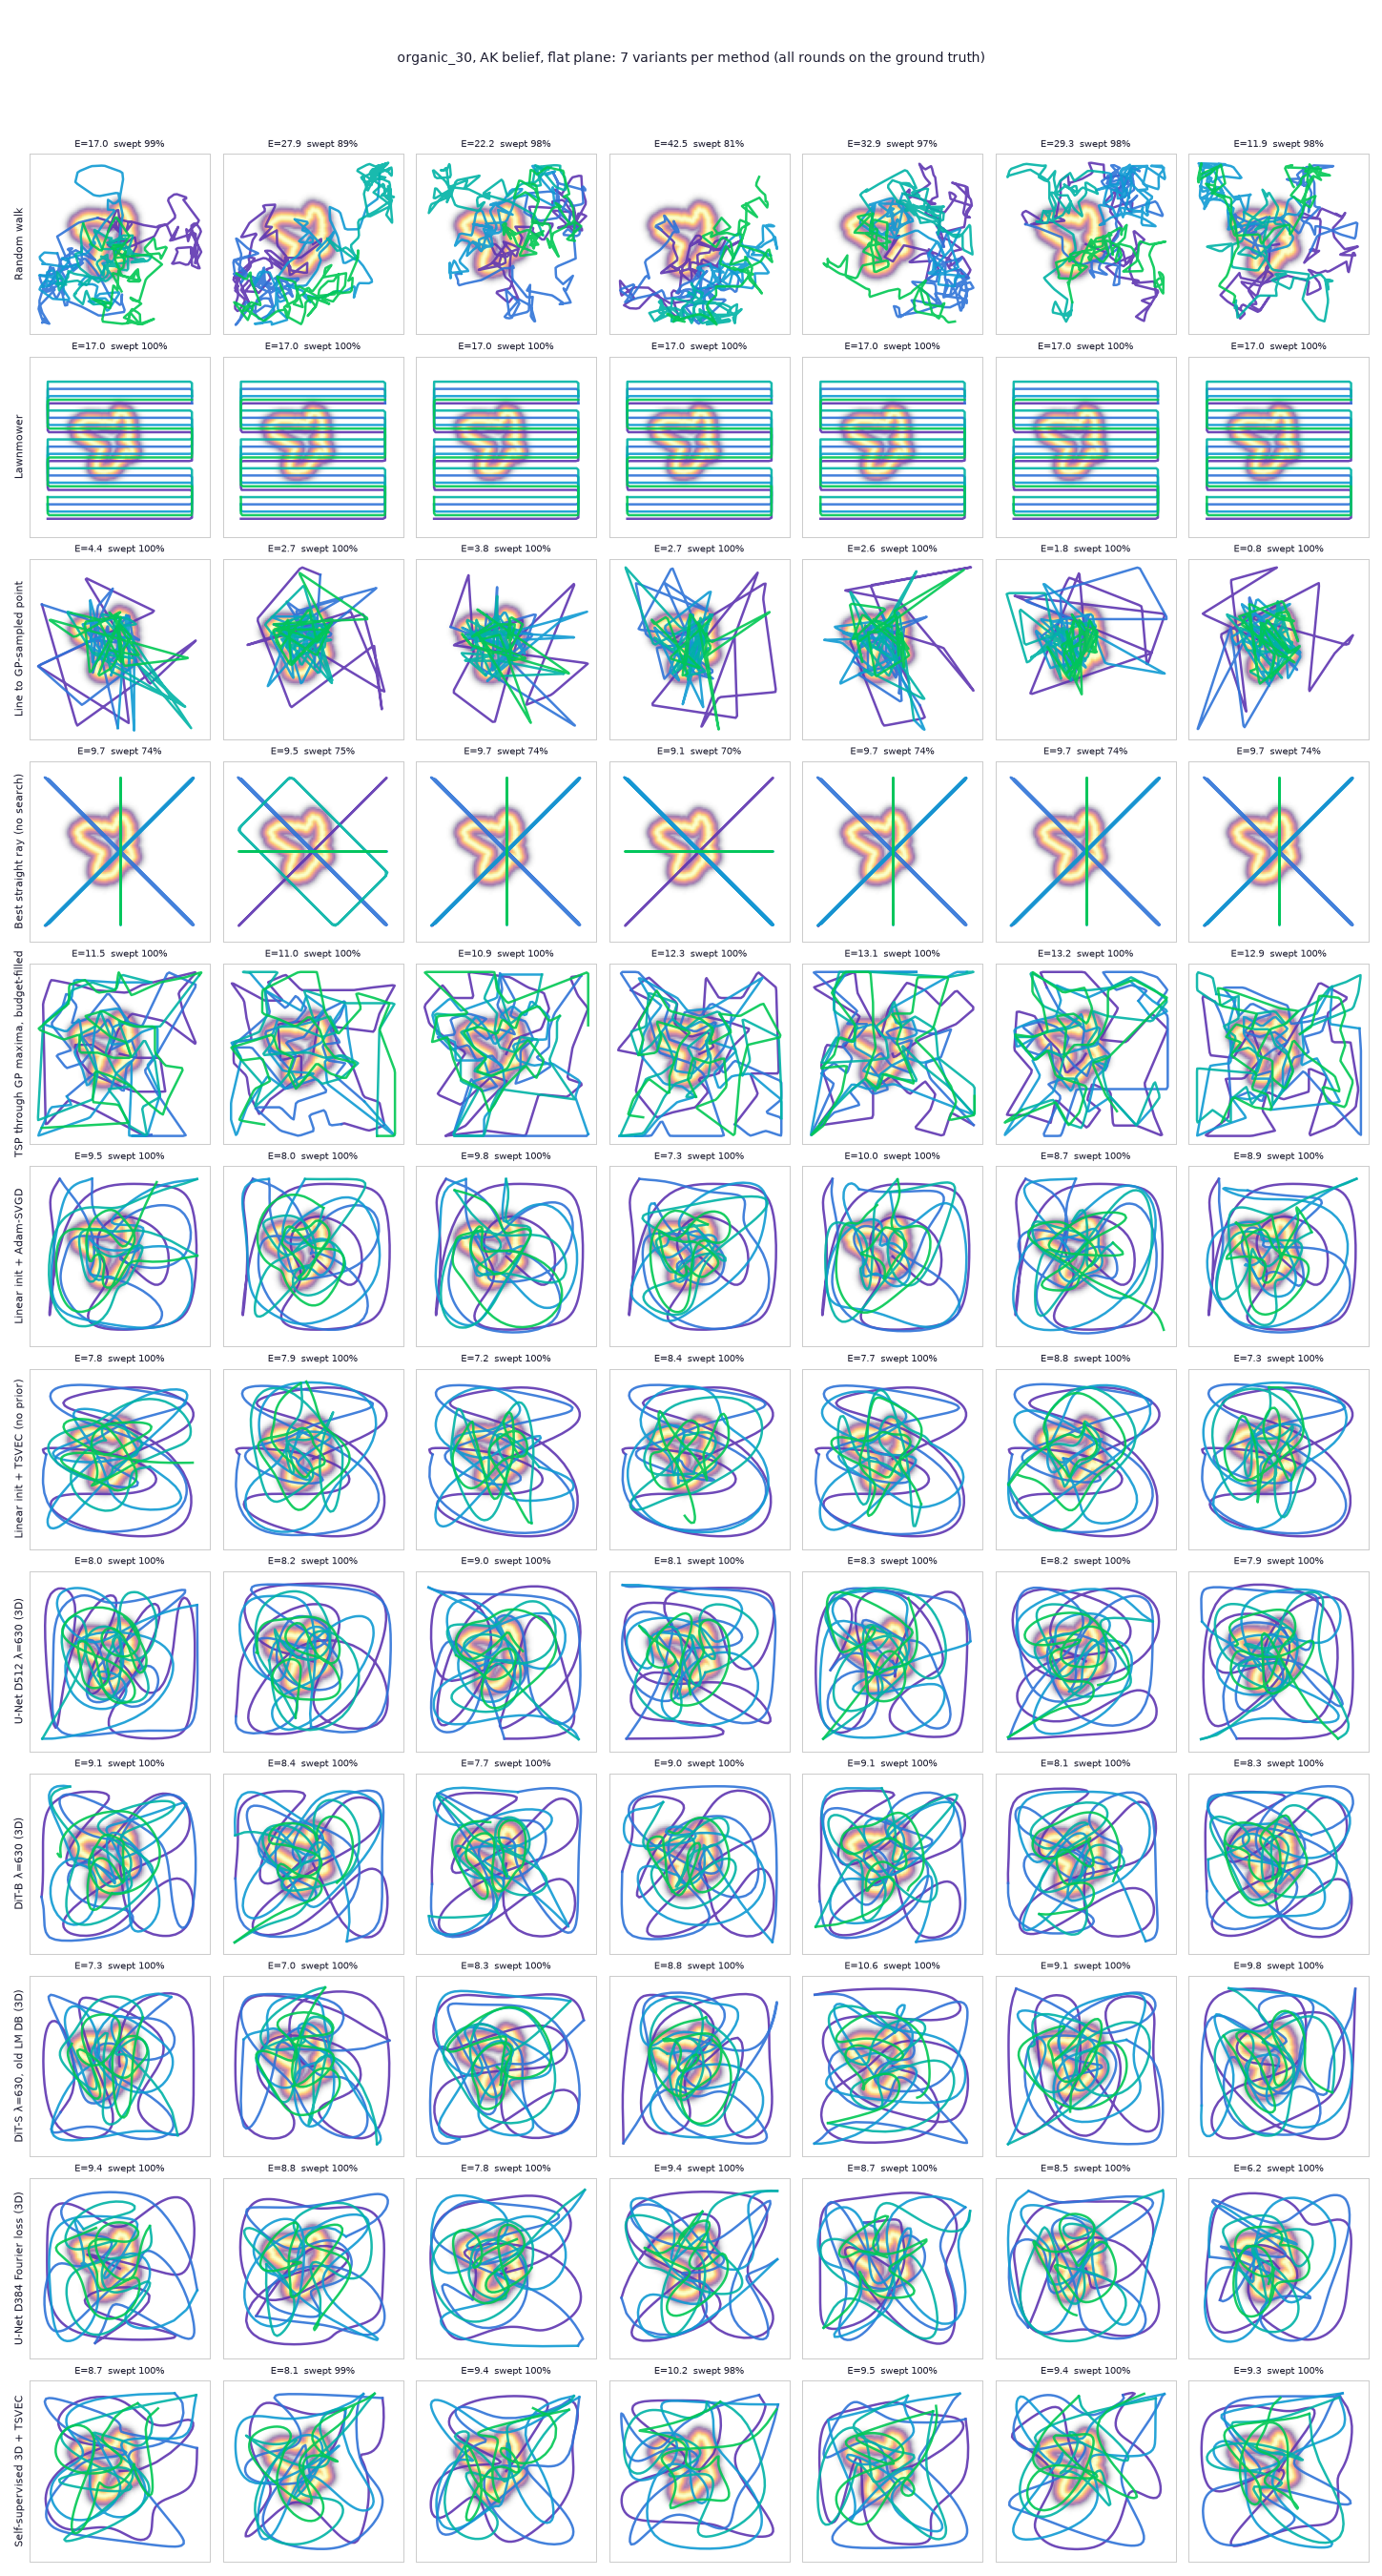 organic_30, AK belief, flat plane: 7 variants per method (all rounds on the ground truth)
E=17.0 swept 99% E=27.9 swept 89% E=22.2 swept 98% E=42.5 swept 81% E=32.9 swept 97% E=29.3 swept 98% E=11.9 swept 98%
Random walk
E=17.0 swept 100% E=17.0 swept 100% E=17.0 swept 100% E=17.0 swept 100% E=17.0 swept 100% E=17.0 swept 100% E=17.0 swept 100%
Lawnmower
E=4.4 swept 100% E=2.7 swept 100% E=3.8 swept 100% E=2.7 swept 100% E=2.6 swept 100% E=1.8 swept 100% E=0.8 swept 100%
Line to GP-sampled point
E=9.7 swept 74% E=9.5 swept 75% E=9.7 swept 74% E=9.1 swept 70% E=9.7 swept 74% E=9.7 swept 74% E=9.7 swept 74%
Best straight ray (no search)
E=11.5 swept 100% E=11.0 swept 100% E=10.9 swept 100% E=12.3 swept 100% E=13.1 swept 100% E=13.2 swept 100% E=12.9 swept 100%
TSP through GP maxima, budget-filled
E=9.5 swept 100% E=8.0 swept 100% E=9.8 swept 100% E=7.3 swept 100% E=10.0 swept 100% E=8.7 swept 100% E=8.9 swept 100%
Linear init + Adam-SVGD
E=7.8 swept 100% E=7.9 swept 100% E=7.2 swept 100% E=8.4 swept 100% E=7.7 swept 100% E=8.8 swept 100% E=7.3 swept 100%
Linear init + TSVEC (no prior)
E=8.0 swept 100% E=8.2 swept 100% E=9.0 swept 100% E=8.1 swept 100% E=8.3 swept 100% E=8.2 swept 100% E=7.9 swept 100%
U-Net D512 λ=630 (3D)
E=9.1 swept 100% E=8.4 swept 100% E=7.7 swept 100% E=9.0 swept 100% E=9.1 swept 100% E=8.1 swept 100% E=8.3 swept 100%
DiT-B λ=630 (3D)
E=7.3 swept 100% E=7.0 swept 100% E=8.3 swept 100% E=8.8 swept 100% E=10.6 swept 100% E=9.1 swept 100% E=9.8 swept 100%
DiT-S λ=630, old LM DB (3D)
E=9.4 swept 100% E=8.8 swept 100% E=7.8 swept 100% E=9.4 swept 100% E=8.7 swept 100% E=8.5 swept 100% E=6.2 swept 100%
U-Net D384 Fourier loss (3D)
E=8.7 swept 100% E=8.1 swept 99% E=9.4 swept 100% E=10.2 swept 98% E=9.5 swept 100% E=9.4 swept 100% E=9.3 swept 100%
Self-supervised 3D + TSVEC